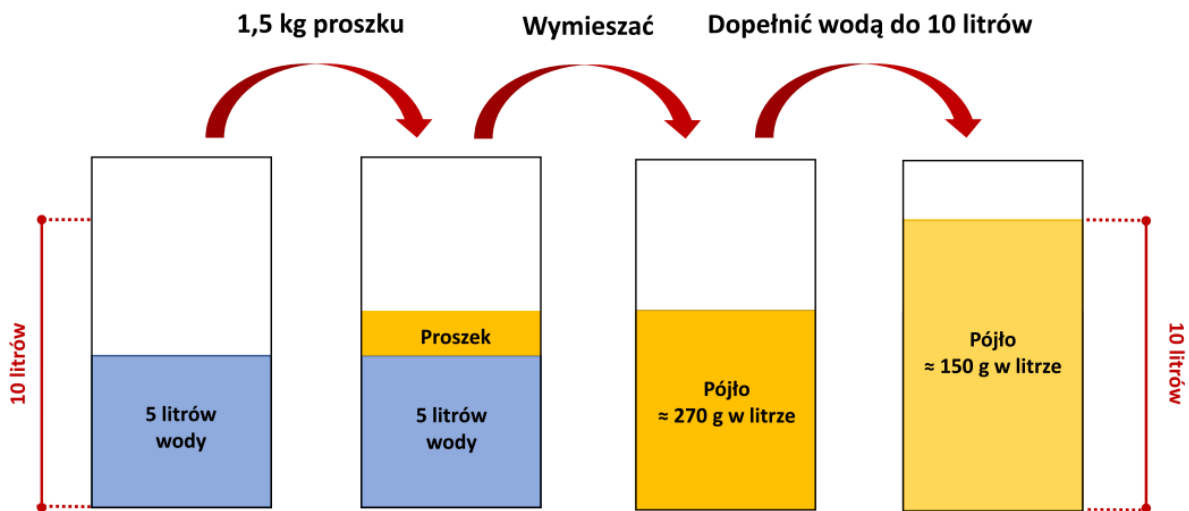 1,5 kg proszku
Wymieszać
Dopełnić wodą do 10 litrów
10 litrów
5 litrów
wody
Proszek
5 litrów
wody
Pójło
≈ 270 g w litrze
Pójło
≈ 150 g w litrze
10 litrów